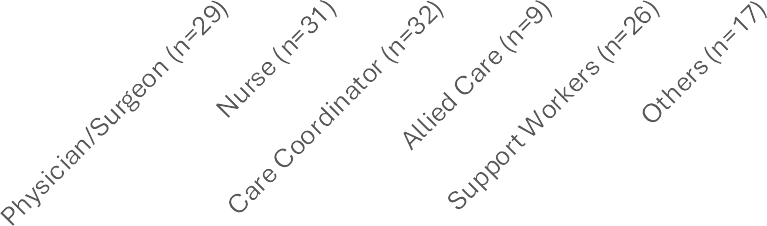 Physician/Surgeon (n=29)
Nurse (n=31)
Care Coordinator (n=32)
Allied Care (n=9)
Support Workers (n=26)
Others (n=17)